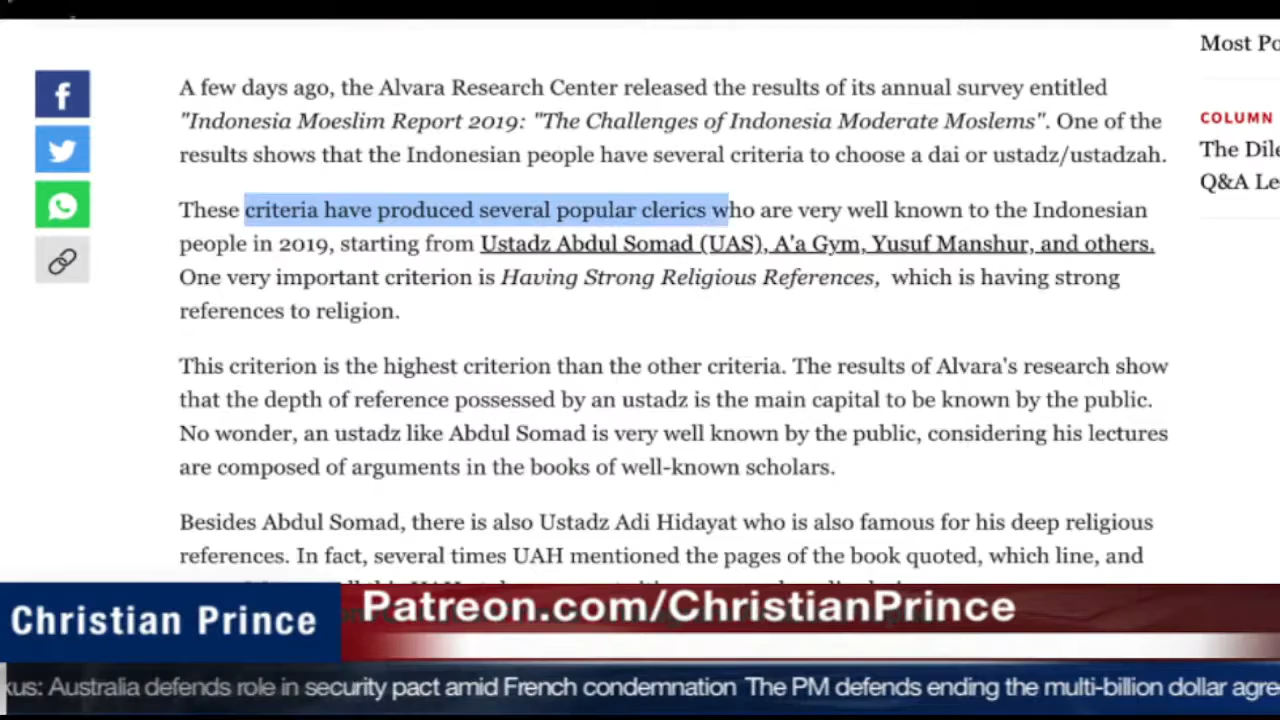 Most Po
A few days ago, the Alvara Research Center released the results of its annual survey entitled
"Indonesia Moeslim Report 2019: "The Challenges of Indonesia Moderate Moslems". One of the
results shows that the Indonesian people have several criteria to choose a dai or ustadz/ustadzah.
COLUMN
The Dile
Q&A Le
These criteria have produced several popular clerics who are very well known to the Indonesian
people in 2019, starting from Ustadz Abdul Somad (UAS), A'a Gym, Yusuf Manshur, and others.
One very important criterion is Having Strong Religious References, which is having strong
references to religion.
This criterion is the highest criterion than the other criteria. The results of Alvara's research show
that the depth of reference possessed by an ustadz is the main capital to be known by the public.
No wonder, an ustadz like Abdul Somad is very well known by the public, considering his lectures
are composed of arguments in the books of well-known scholars.
Besides Abdul Somad, there is also Ustadz Adi Hidayat who is also famous for his deep religious
references. In fact, several times UAH mentioned the pages of the book quoted, which line, and
Christian Prince
Patreon.com/ChristianPrince
kus: Australia defends role in security pact amid French condemnation The PM defends ending the multi-billion dollar agre